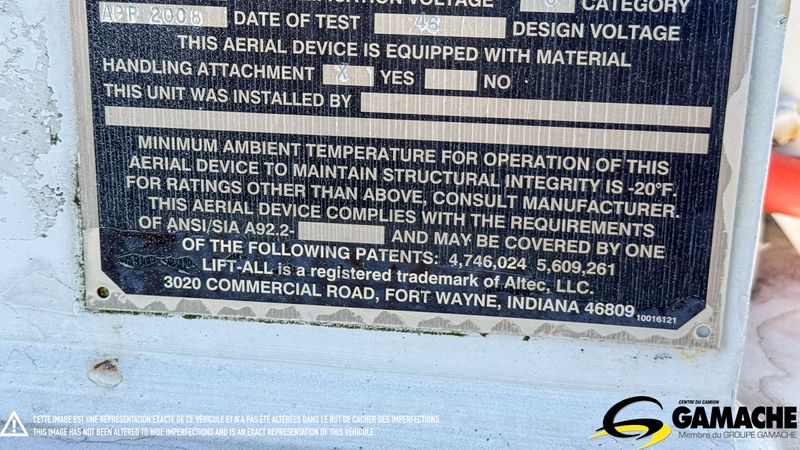 CATEGORY
APR 2008 DATE OF TEST 46 DESIGN VOLTAGE
THIS AERIAL DEVICE IS EQUIPPED WITH MATERIAL
HANDLING ATTACHMENT X YES NO
THIS UNIT WAS INSTALLED BY
MINIMUM AMBIENT TEMPERATURE FOR OPERATION OF THIS
AERIAL DEVICE TO MAINTAIN STRUCTURAL INTEGRITY IS -20°F.
FOR RATINGS OTHER THAN ABOVE, CONSULT MANUFACTURER.
THIS AERIAL DEVICE COMPLIES WITH THE REQUIREMENTS
OF ANSI/SIA A92.2- AND MAY BE COVERED BY ONE
OF THE FOLLOWING PATENTS: 4,746,024 5,609,261
LIFT-ALL is a registered trademark of Altec, LLC.
3020 COMMERCIAL ROAD, FORT WAYNE, INDIANA 46809
10016121
CETTE IMAGE EST UNE REPRÉSENTATION EXACTE DE CE VÉHICULE ET N'A PAS ÉTÉ ALTÉRÉES DANS LE BUT DE CACHER DES IMPERFECTIONS.
THIS IMAGE HAS NOT BEEN ALTERED TO HIDE IMPERFECTIONS AND IS AN EXACT REPRESENTATION OF THIS VEHICLE.
CENTRE DU CAMION
GAMACHE
Membre du GROUPE GAMACHE